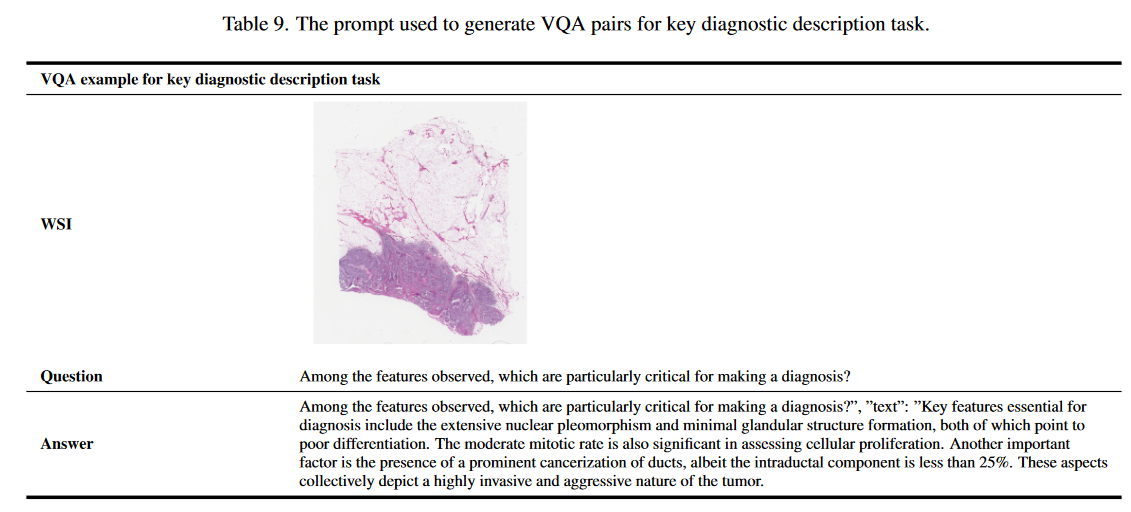 Table 9. The prompt used to generate VQA pairs for key diagnostic description task.
VQA example for key diagnostic description task
WSI
Question
Among the features observed, which are particularly critical for making a diagnosis?
Answer
Among the features observed, which are particularly critical for making a diagnosis?”, ”text”: ”Key features essential for
diagnosis include the extensive nuclear pleomorphism and minimal glandular structure formation, both of which point to
poor differentiation. The moderate mitotic rate is also significant in assessing cellular proliferation. Another important
factor is the presence of a prominent cancerization of ducts, albeit the intraductal component is less than 25%. These aspects
collectively depict a highly invasive and aggressive nature of the tumor.